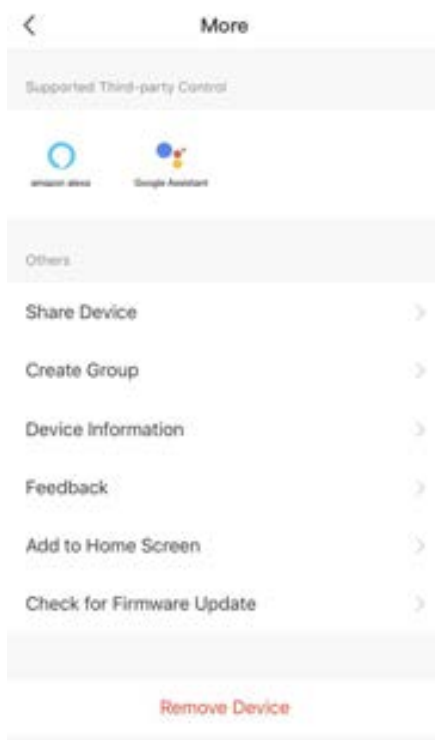 More
Supported Third-party Control
amazon alexa
Google Assistant
Others
Share Device
Create Group
Device Information
Feedback
Add to Home Screen
Check for Firmware Update
Remove Device